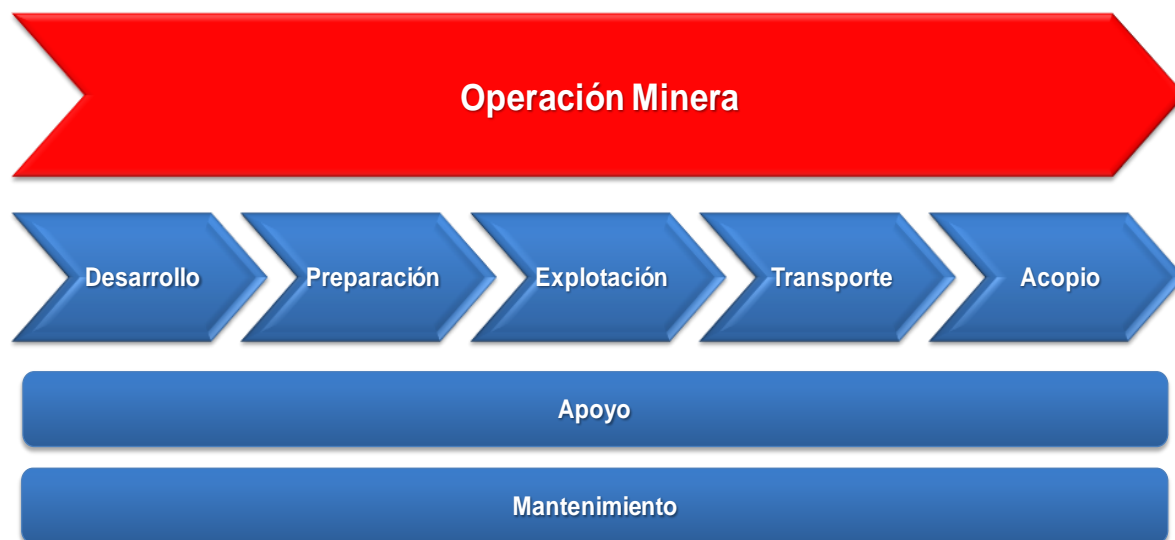 Operación Minera
Desarrollo
Preparación
Explotación
Transporte
Acopio
Apoyo
Mantenimiento